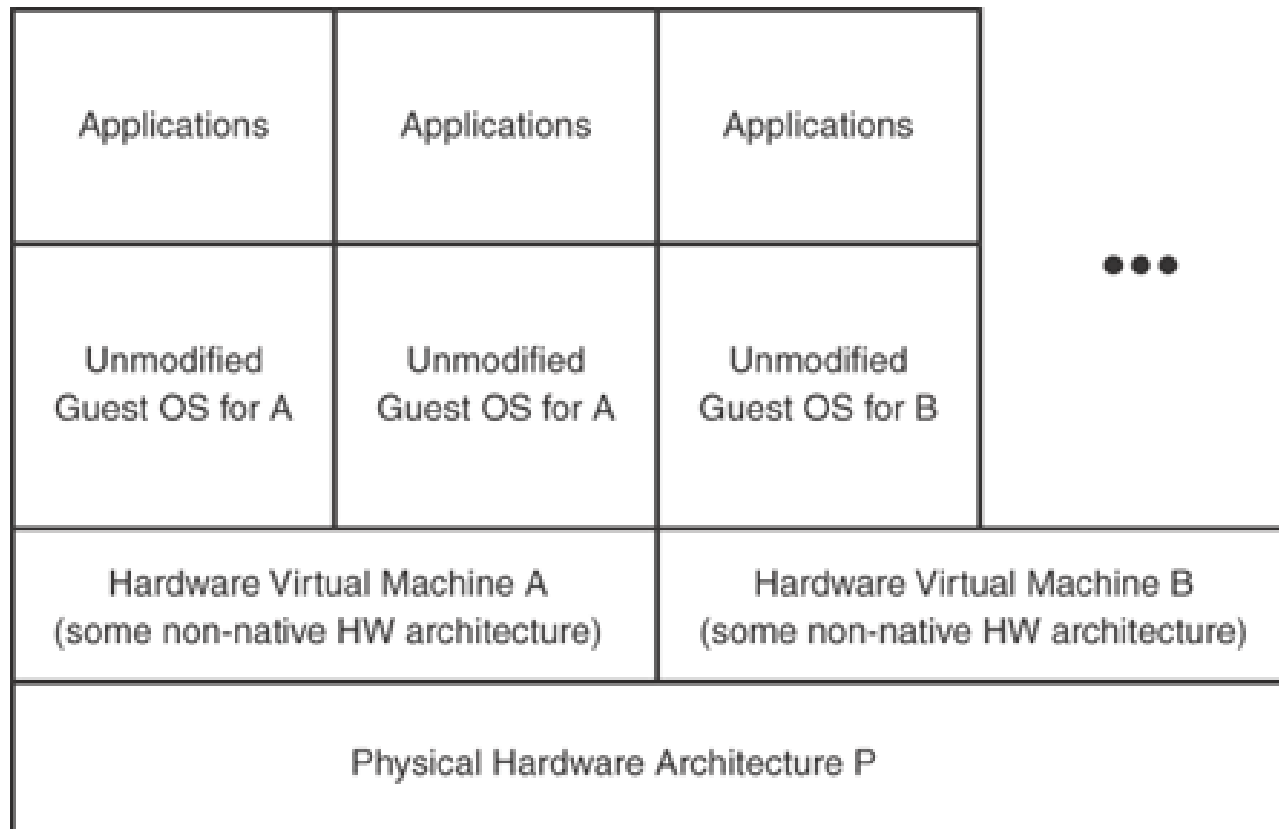 Applications
Applications
Applications
Unmodified
Guest OS for A
Unmodified
Guest OS for A
Unmodified
Guest OS for B
Hardware Virtual Machine A
(some non-native HW architecture)
Hardware Virtual Machine B
(some non-native HW architecture)
Physical Hardware Architecture P